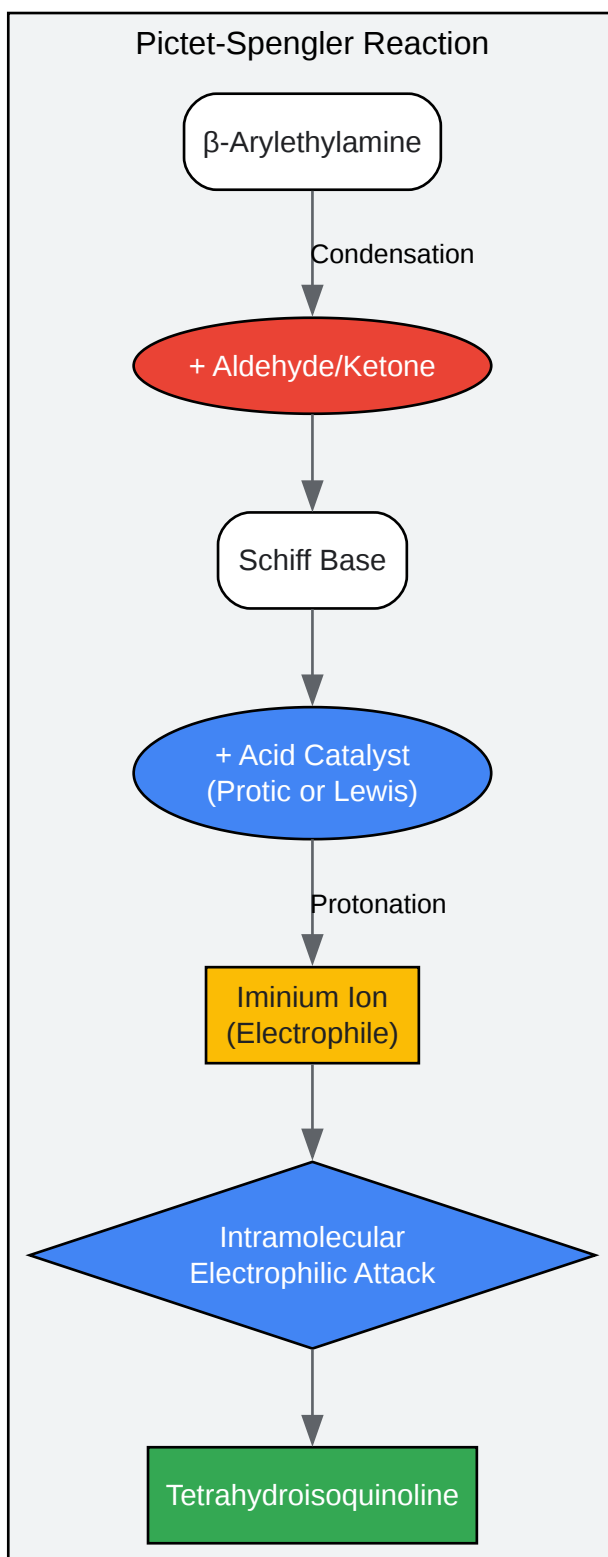 Pictet-Spengler Reaction
β-Arylethylamine
Condensation
+ Aldehyde/Ketone
Schiff Base
+ Acid Catalyst
(Protic or Lewis)
Protonation
Iminium Ion
(Electrophile)
Intramolecular
Electrophilic Attack
Tetrahydroisoquinoline